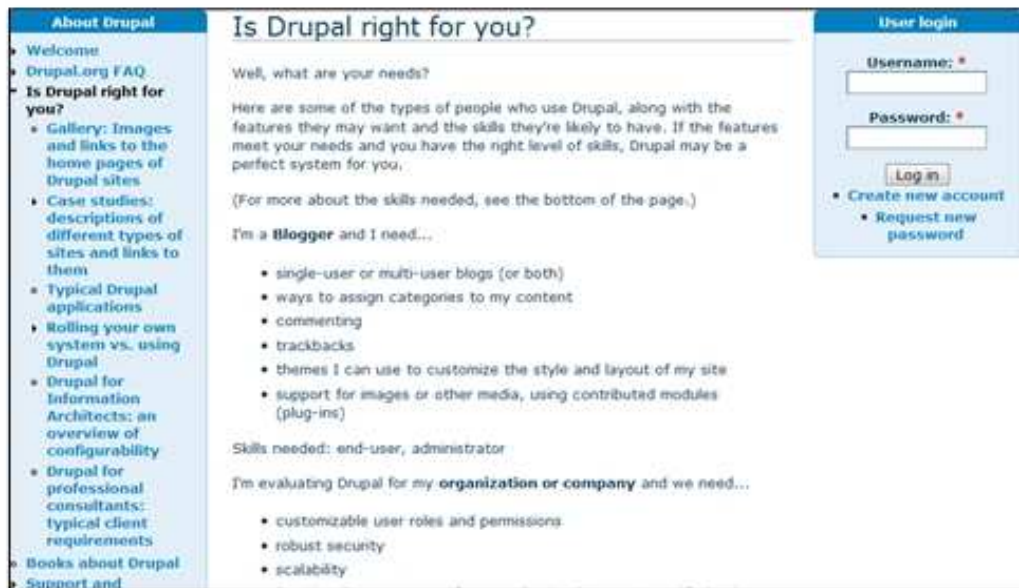 About Drupal
Welcome
Drupal.org FAQ
Is Drupal right for
you?
Gallery: Images
and links to the
home pages of
Drupal sites
Case studies:
descriptions of
different types of
sites and links to
them
Typical Drupal
applications
Rolling your own
system vs. using
Drupal
Drupal for
Information
Architects: an
overview of
configurability
Drupal for
professional
consultants:
typical client
requirements
Books about Drupal
Support and
Is Drupal right for you?
Well, what are your needs?
Here are some of the types of people who use Drupal, along with the
features they may want and the skills they're likely to have. If the features
meet your needs and you have the right level of skills, Drupal may be a
perfect system for you.
(For more about the skills needed, see the bottom of the page.)
I'm a Blogger and I need...
• single-user or multi-user blogs (or both)
• ways to assign categories to my content
• commenting
• trackbacks
• themes I can use to customize the style and layout of my site
• support for images or other media, using contributed modules
(plug-ins)
Skills needed: end-user, administrator
I'm evaluating Drupal for my organization or company and we need...
• customizable user roles and permissions
• robust security
• scalability
User login
Username: *
Password: *
Log in
• Create new account
• Request new
password